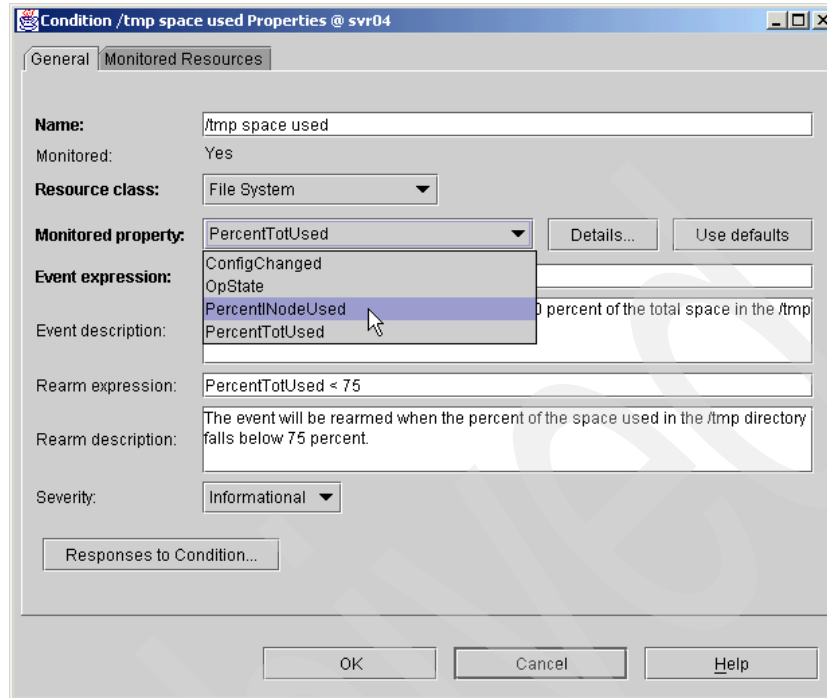 Condition /tmp space used Properties @ svr04
General
Monitored Resources
Name:
/tmp space used
Monitored:
Yes
Resource class:
File System
Monitored property:
PercentTotUsed
Details...
Use defaults
ConfigChanged
OpState
PercentINodeUsed
PercentTotUsed
Event expression:
Event description:
0 percent of the total space in the /tmp
Rearm expression:
PercentTotUsed < 75
Rearm description:
The event will be rearmed when the percent of the space used in the /tmp directory
falls below 75 percent.
Severity:
Informational
Responses to Condition...
OK
Cancel
Help